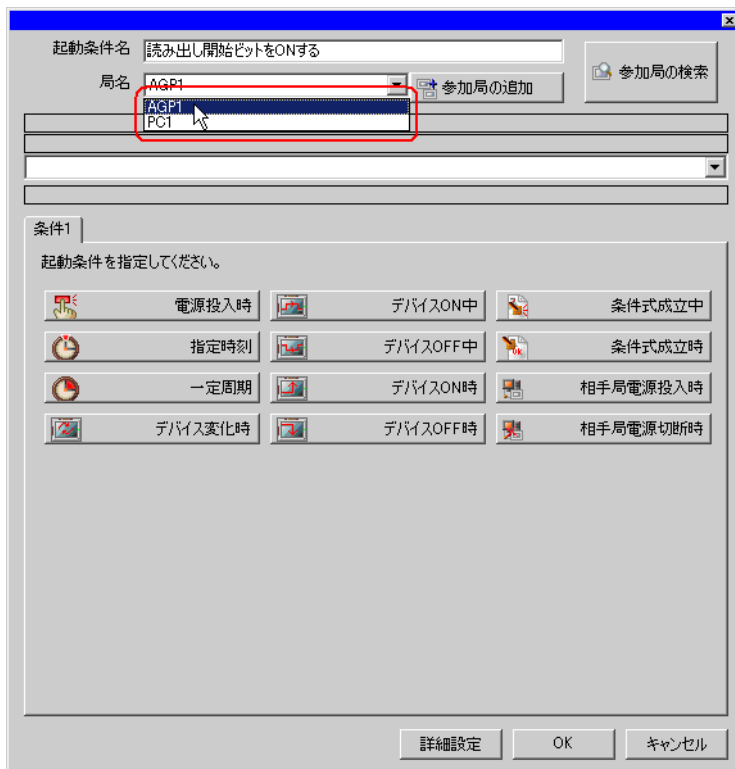 起動条件名 読み出し開始ビットをONする
局名 AGP1 参加局の追加 参加局の検索
AGP1
PC1
条件1
起動条件を指定してください。
電源投入時 デバイスON中 条件式成立中
指定時刻 デバイスOFF中 条件式成立時
一定周期 デバイスON時 相手局電源投入時
デバイス変化時 デバイスOFF時 相手局電源切断時
詳細設定 OK キャンセル